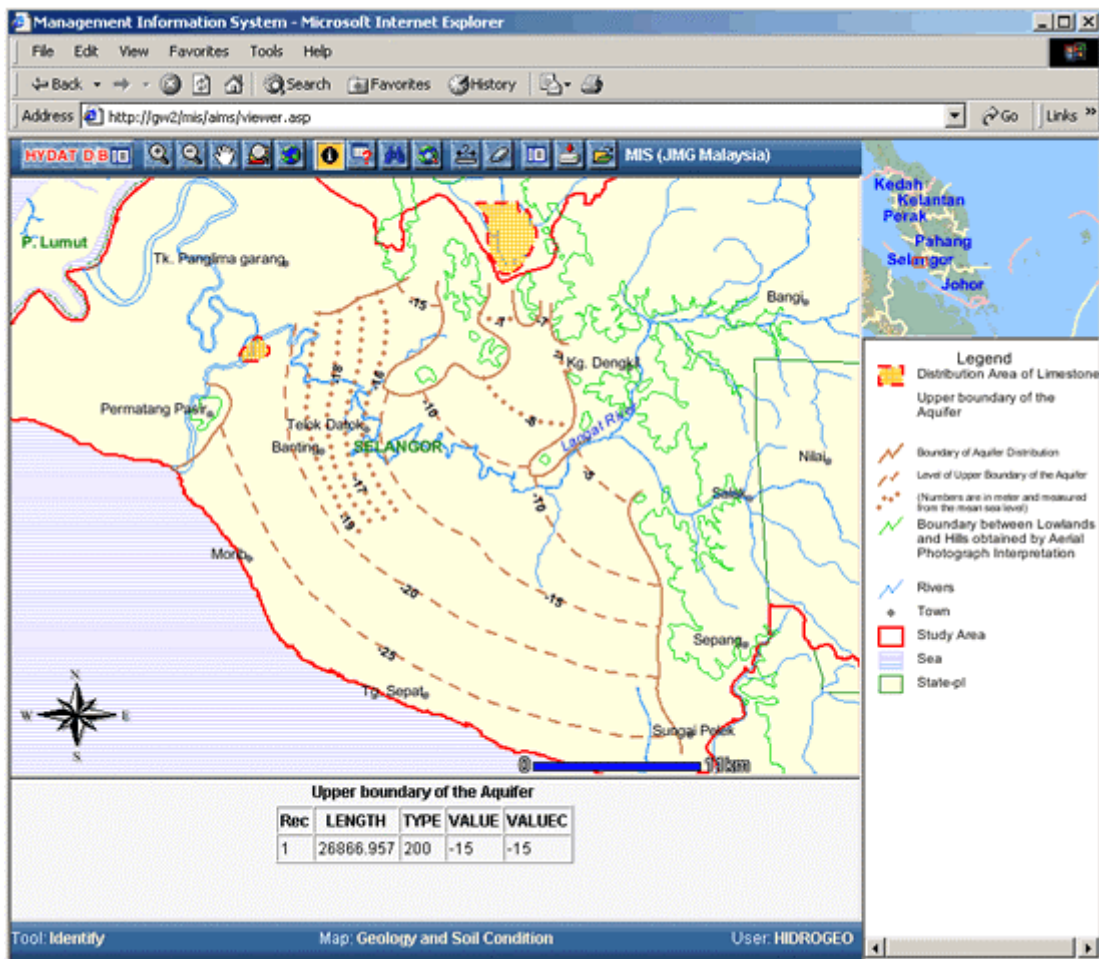 Management Information System - Microsoft Internet Explorer
File Edit View Favorites Tools Help
Back Search Favorites History
Address http://gw2/mis/aims/viewer.asp Go Links »
HYDAT DB MIS (JMG Malaysia)
P. Lumut
Tk. Panglima garang
Bangi
Kg. Dengkil
Permatang Pasir
Telok Datok
Banting
SELANGOR
Langat River
Nilai
Salak
Morib
Sepang
Tg. Sepat
Sungai Pelek
-15
-7
-18
-16
-10
-5
-17
-19
-10
-15
-20
-25
N
W E
S
0 11km
Kedah
Kelantan
Perak
Pahang
Selangor
Johor
Legend
Distribution Area of Limestone
Upper boundary of the
Aquifer
Boundary of Aquifer Distribution
Level of Upper Boundary of the Aquifer
(Numbers are in meter and measured
from the mean sea level)
Boundary between Lowlands
and Hills obtained by Aerial
Photograph Interpretation
Rivers
Town
Study Area
Sea
State-pl
Upper boundary of the Aquifer
Rec LENGTH TYPE VALUE VALUEC
1 26866.957 200 -15 -15
Tool: Identify Map: Geology and Soil Condition User: HIDROGEO